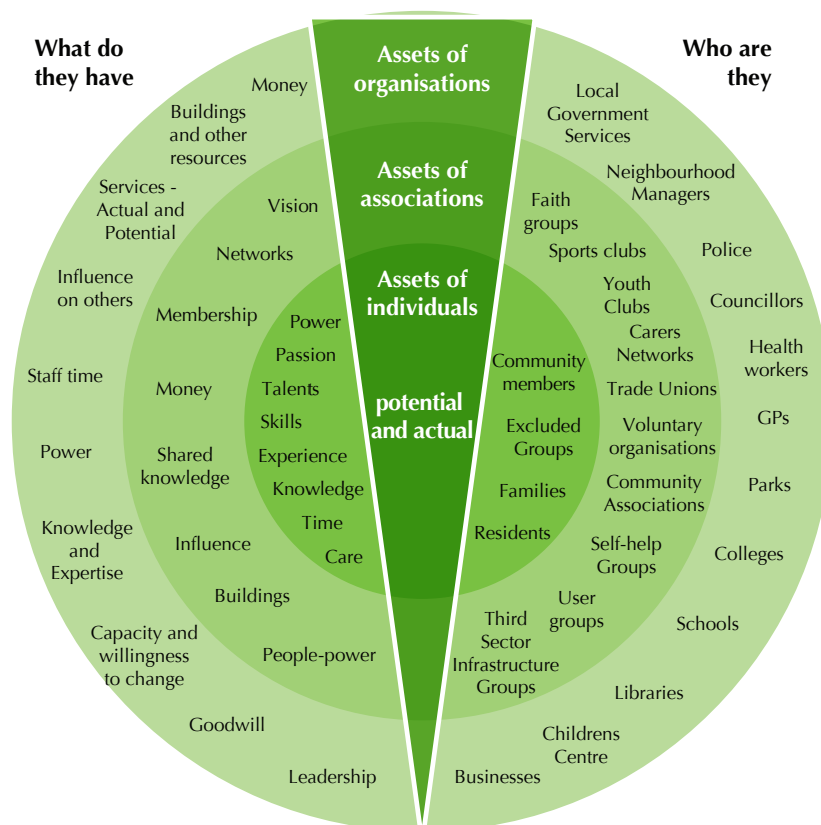 What do
they have
Who are
they
Assets of
organisations
Assets of
associations
Assets of
individuals
potential
and actual
Money
Buildings
and other
resources
Services -
Actual and
Potential
Influence
on others
Staff time
Power
Knowledge
and
Expertise
Capacity and
willingness
to change
Goodwill
Leadership
Vision
Networks
Membership
Money
Shared
knowledge
Influence
Buildings
People-power
Power
Passion
Talents
Skills
Experience
Knowledge
Time
Care
Community
members
Excluded
Groups
Families
Residents
Faith
groups
Sports clubs
Youth
Clubs
Carers
Networks
Trade Unions
Voluntary
organisations
Community
Associations
Self-help
Groups
User
groups
Third
Sector
Infrastructure
Groups
Local
Government
Services
Neighbourhood
Managers
Police
Councillors
Health
workers
GPs
Parks
Colleges
Schools
Libraries
Childrens
Centre
Businesses